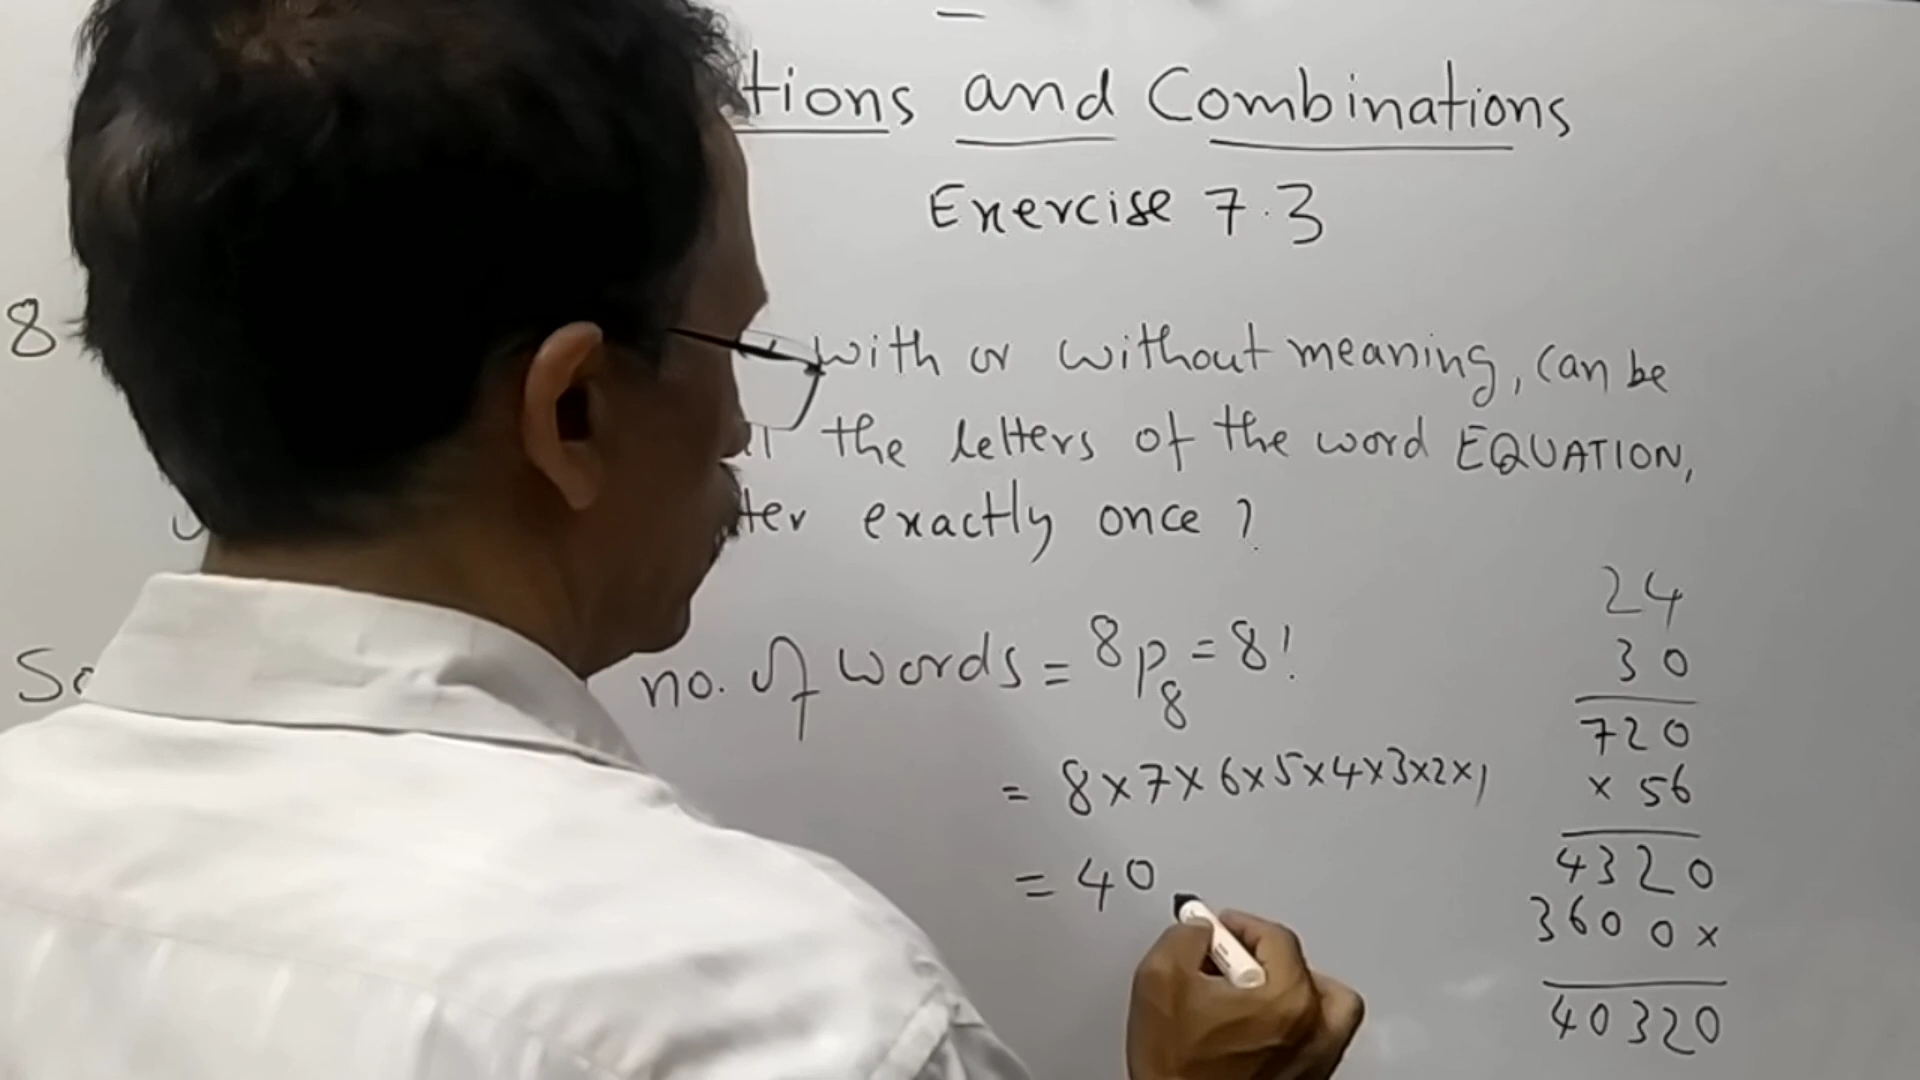 tions and Combinations
Exercise 7.3
8 with or without meaning, can be
the letters of the word EQUATION,
ter exactly once ?
So no. of words = 8p8 = 8!
= 8×7×6×5×4×3×2×1
= 40
24
30
720
× 56
4320
3600×
40320